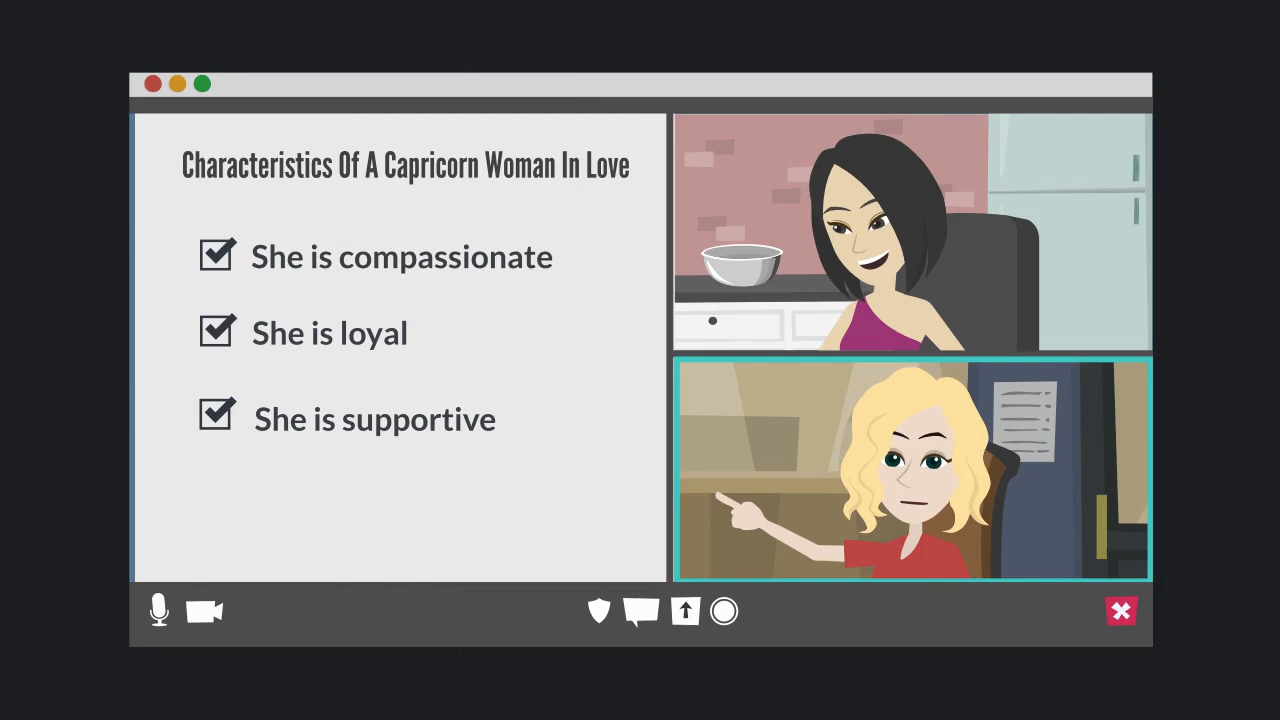 Characteristics Of A Capricorn Woman In Love
She is compassionate
She is loyal
She is supportive